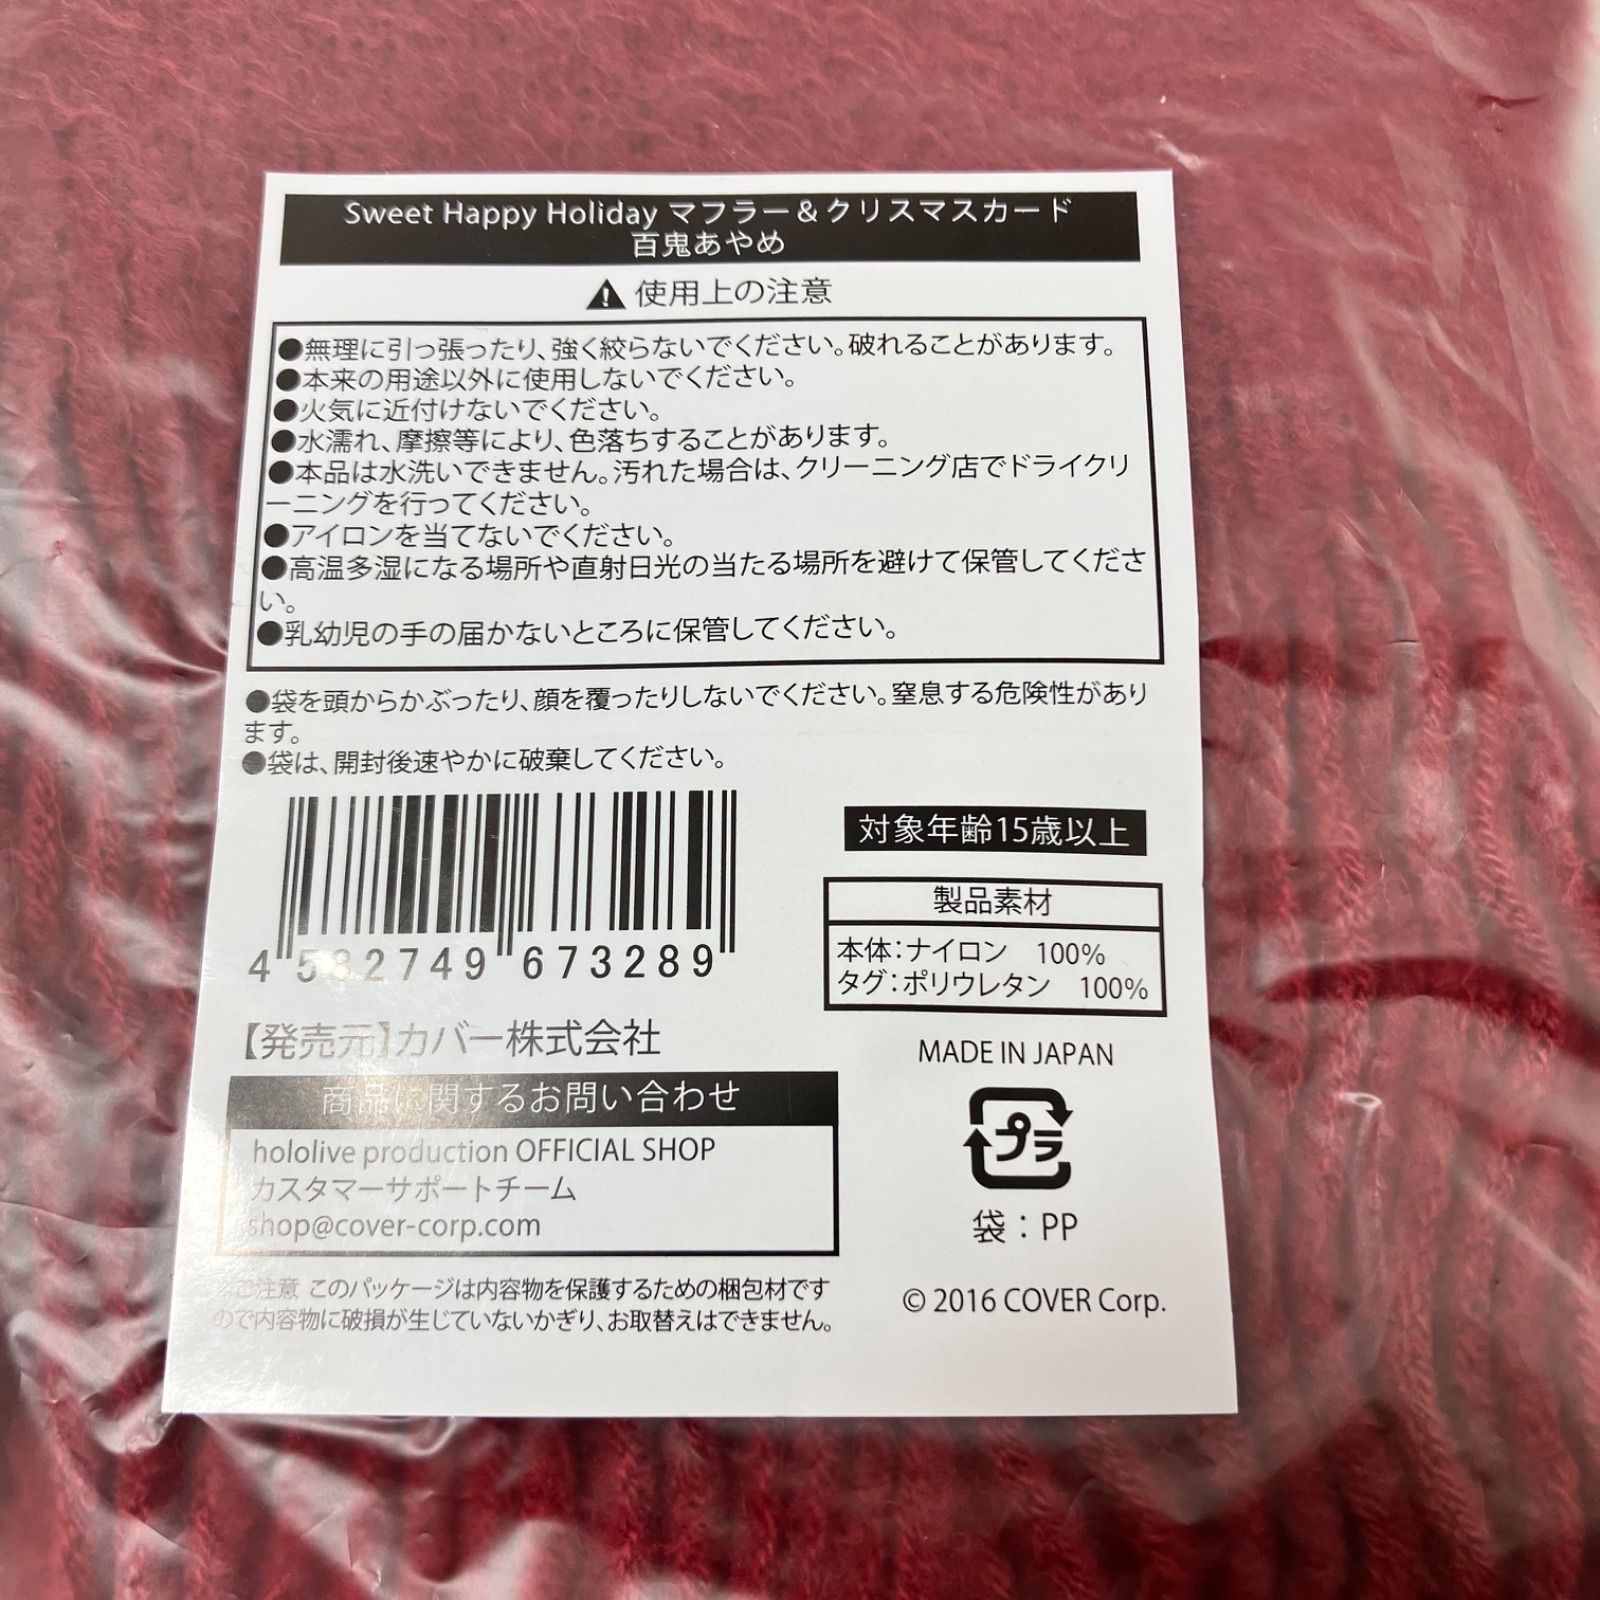 Sweet Happy Holiday マフラー＆クリスマスカード
百鬼あやめ
使用上の注意
●無理に引っ張ったり、強く絞らないでください。破れることがあります。
●本来の用途以外に使用しないでください。
●火気に近付けないでください。
●水濡れ、摩擦等により、色落ちすることがあります。
●本品は水洗いできません。汚れた場合は、クリーニング店でドライクリ
ーニングを行ってください。
●アイロンを当てないでください。
●高温多湿になる場所や直射日光の当たる場所を避けて保管してくださ
い。
●乳幼児の手の届かないところに保管してください。
●袋を頭からかぶったり、顔を覆ったりしないでください。窒息する危険性があり
ます。
●袋は、開封後速やかに破棄してください。
4 582749 673289
対象年齢15歳以上
製品素材
本体：ナイロン 100%
タグ：ポリウレタン 100%
【発売元】カバー株式会社
商品に関するお問い合わせ
hololive production OFFICIAL SHOP
カスタマーサポートチーム
shop@cover-corp.com
MADE IN JAPAN
プラ
袋：PP
※ご注意 このパッケージは内容物を保護するための梱包材です
ので内容物に破損が生じていないかぎり、お取替えはできません。
© 2016 COVER Corp.